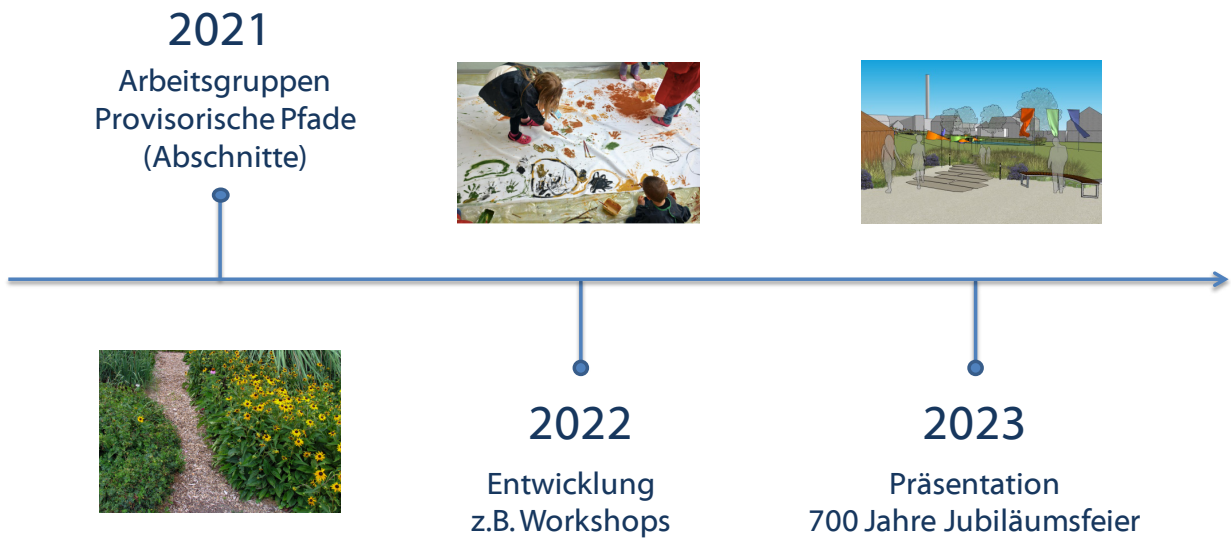 2021
Arbeitsgruppen
Provisorische Pfade
(Abschnitte)
2022
Entwicklung
z.B. Workshops
2023
Präsentation
700 Jahre Jubiläumsfeier